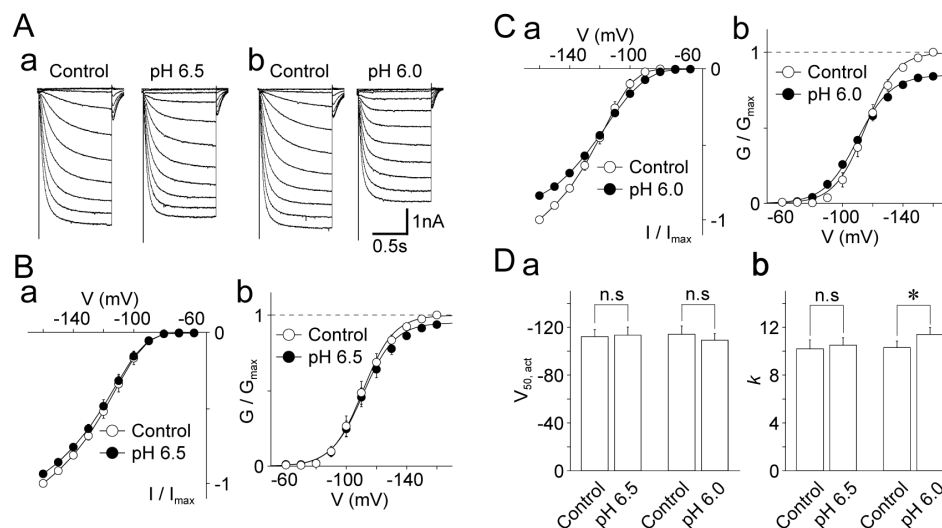 A
a
Control
pH 6.5
b
Control
pH 6.0
1nA
0.5s
B
a
V (mV)
-140
-100
-60
0
Control
pH 6.5
I / Imax
-1
b
1
Control
pH 6.5
G / Gmax
0
-60
-100
-140
V (mV)
C
a
V (mV)
-140
-100
-60
0
Control
pH 6.0
I / Imax
-1
b
1
Control
pH 6.0
G / Gmax
0
-60
-100
-140
V (mV)
D
a
n.s
n.s
-120
-80
-40
0
V50, act
Control
pH 6.5
Control
pH 6.0
b
n.s
*
12
8
4
0
k
Control
pH 6.5
Control
pH 6.0